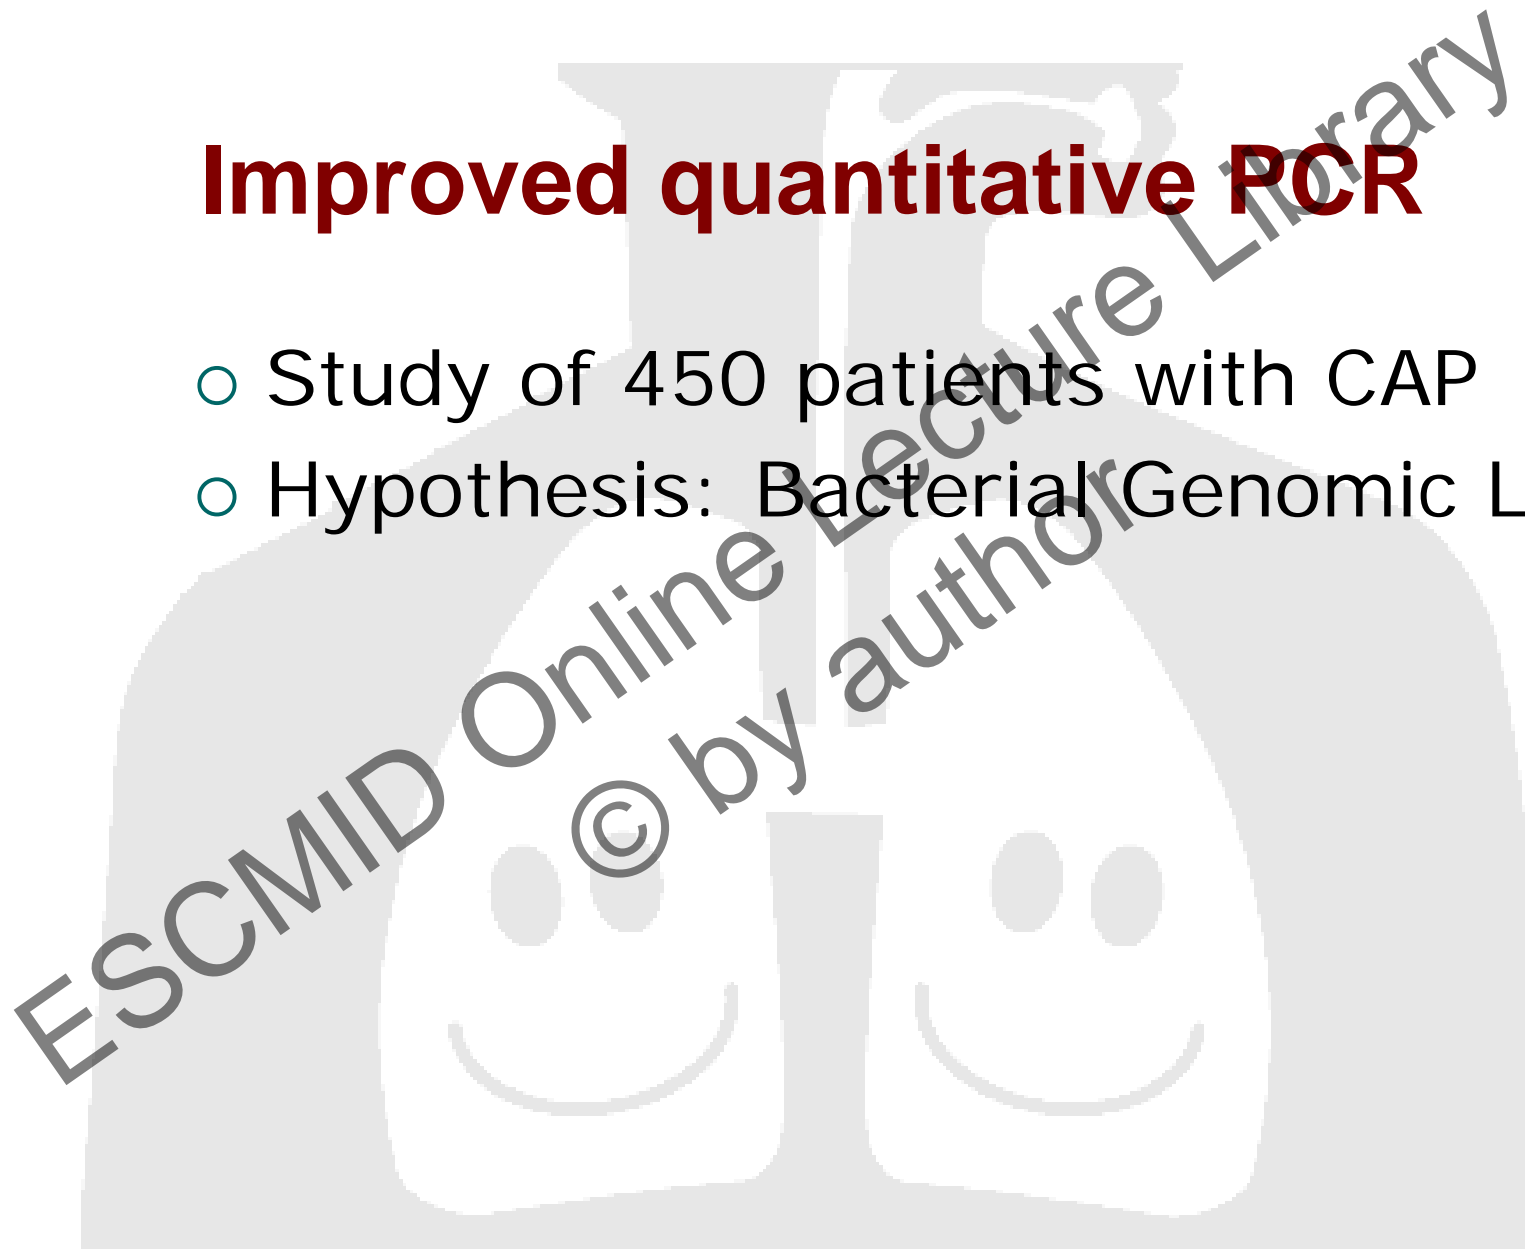 Improved quantitative PCR
Study of 450 patients with CAP
Hypothesis: Bacterial Genomic
ESCMID Online Lecture Library
© by author